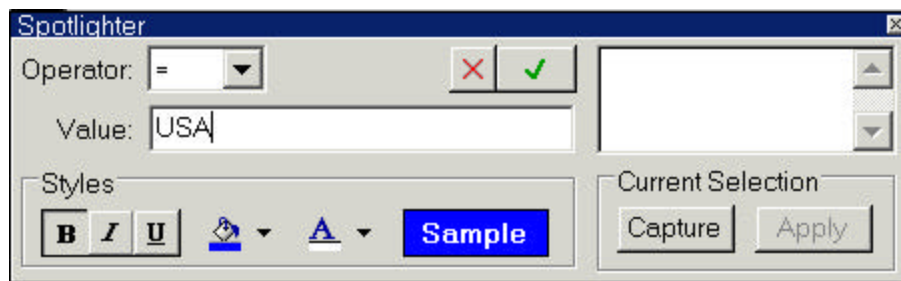 Spotlighter
Operator: =
Value: USA
Styles
B I U A Sample
Current Selection
Capture Apply